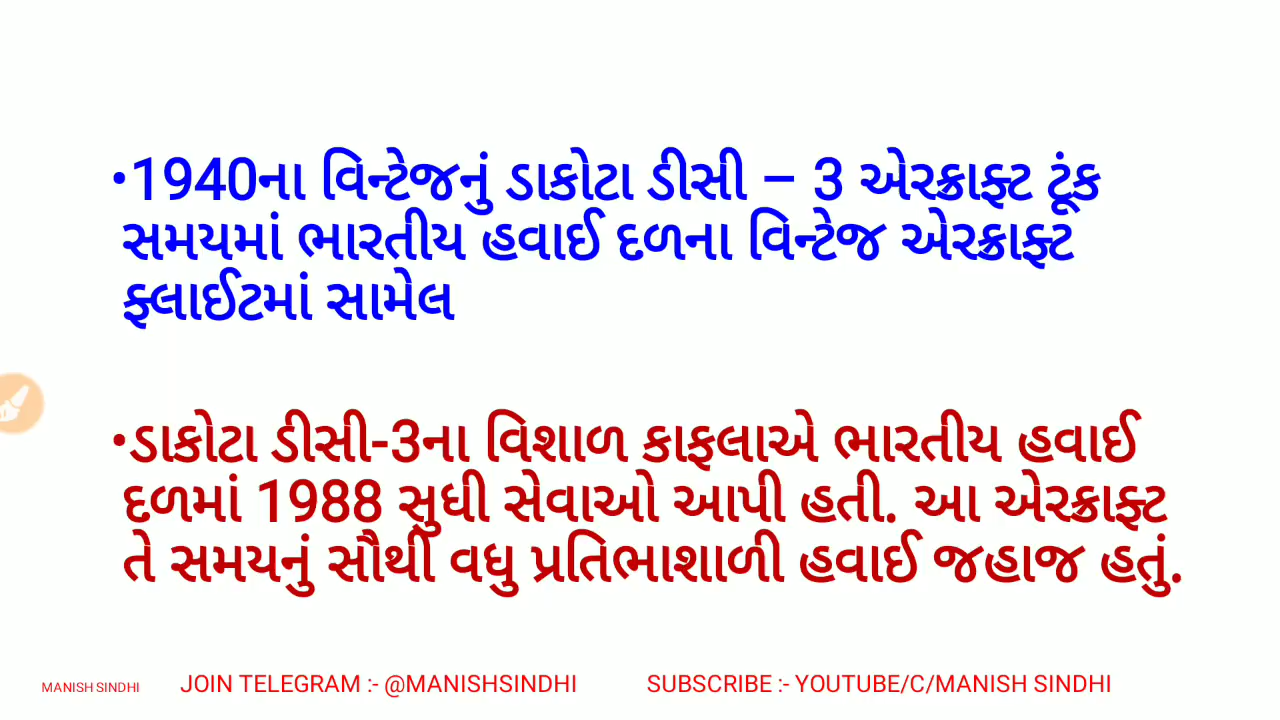 •1940ના વિન્ટેજનું ડાકોટા ડીસી – 3 એરક્રાફ્ટ ટૂંક
સમયમાં ભારતીય હવાઈ દળના વિન્ટેજ એરક્રાફ્ટ
ફ્લાઈટમાં સામેલ
•ડાકોટા ડીસી-3ના વિશાળ કાફલાએ ભારતીય હવાઈ
દળમાં 1988 સુધી સેવાઓ આપી હતી. આ એરક્રાફ્ટ
તે સમયનું સૌથી વધુ પ્રતિભાશાળી હવાઈ જહાજ હતું.
MANISH SINDHI JOIN TELEGRAM :- @MANISHSINDHI SUBSCRIBE :- YOUTUBE/C/MANISH SINDHI